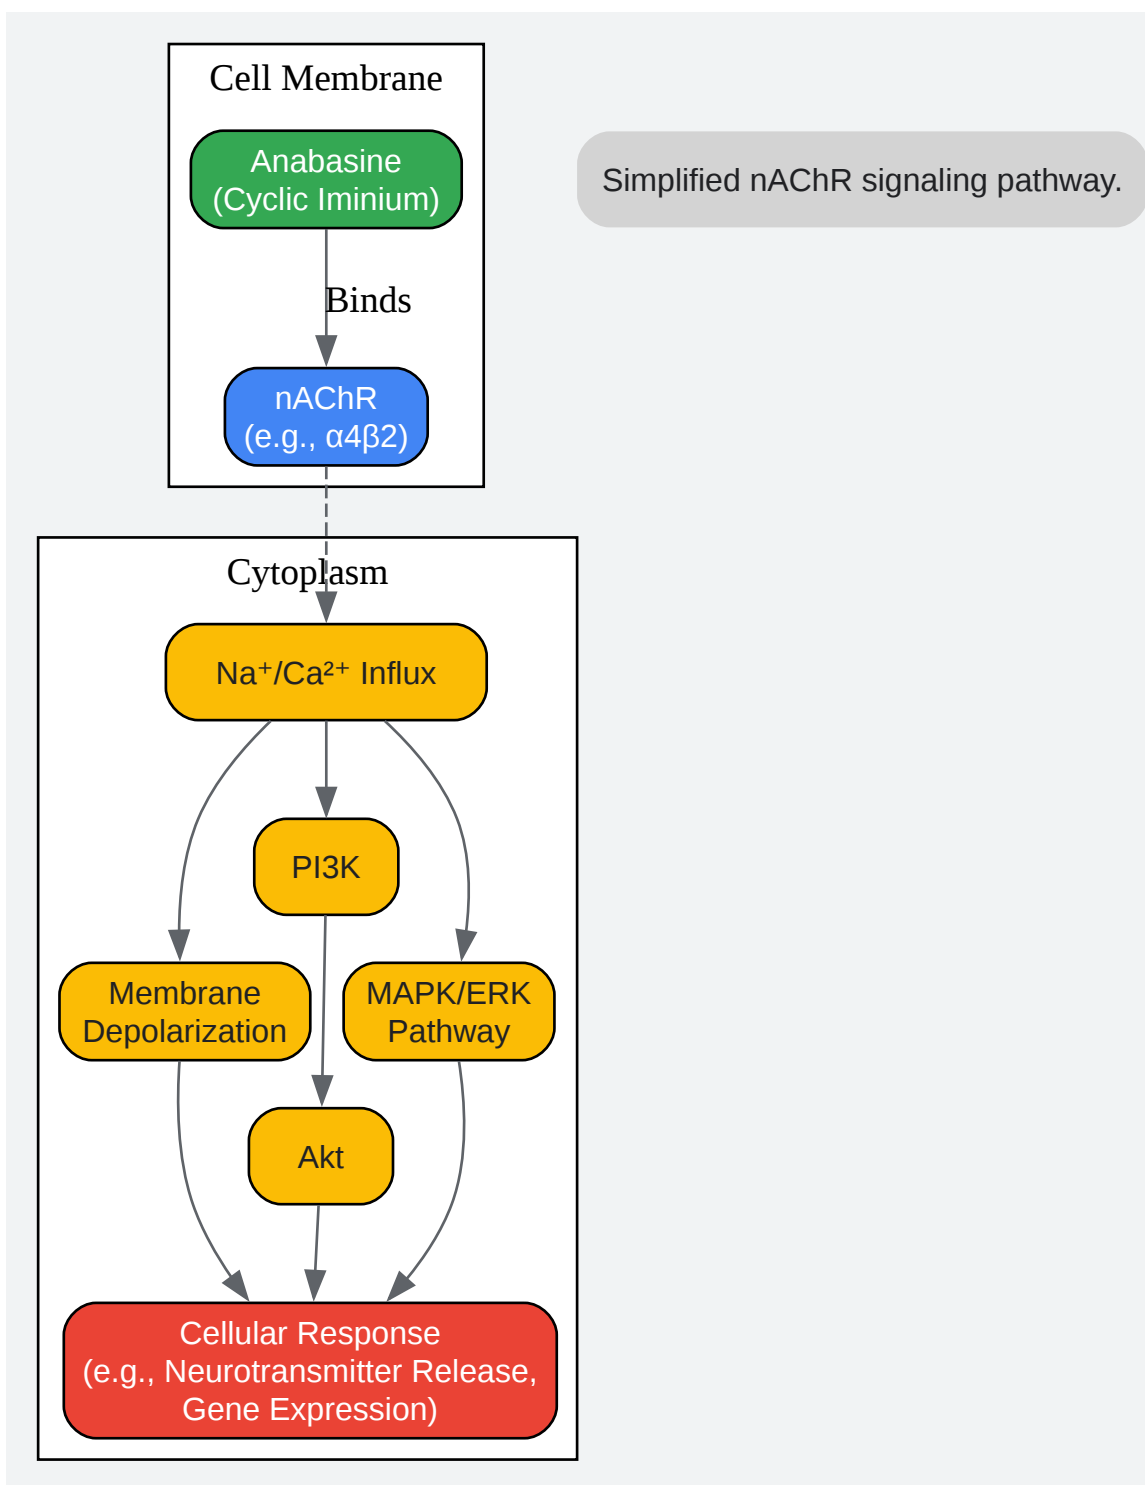 Cell Membrane
Anabasine
(Cyclic Iminium)
Simplified nAChR signaling pathway.
Binds
nAChR
(e.g., α4β2)
Cytoplasm
Na⁺/Ca²⁺ Influx
PI3K
Membrane
Depolarization
MAPK/ERK
Pathway
Akt
Cellular Response
(e.g., Neurotransmitter Release,
Gene Expression)